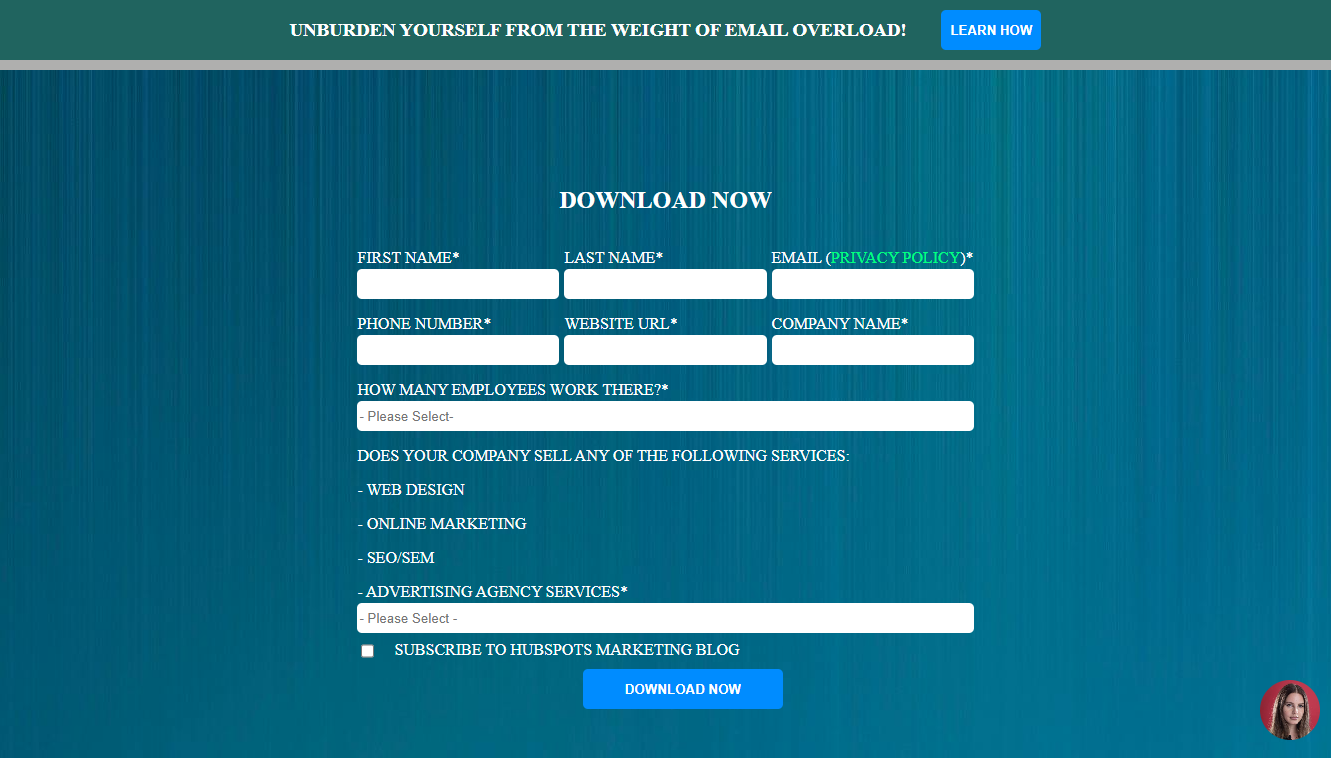 UNBURDEN YOURSELF FROM THE WEIGHT OF EMAIL OVERLOAD! LEARN HOW
DOWNLOAD NOW
FIRST NAME* LAST NAME* EMAIL (PRIVACY POLICY)*
PHONE NUMBER* WEBSITE URL* COMPANY NAME*
HOW MANY EMPLOYEES WORK THERE?*
- Please Select-
DOES YOUR COMPANY SELL ANY OF THE FOLLOWING SERVICES:
- WEB DESIGN
- ONLINE MARKETING
- SEO/SEM
- ADVERTISING AGENCY SERVICES*
- Please Select -
SUBSCRIBE TO HUBSPOTS MARKETING BLOG
DOWNLOAD NOW